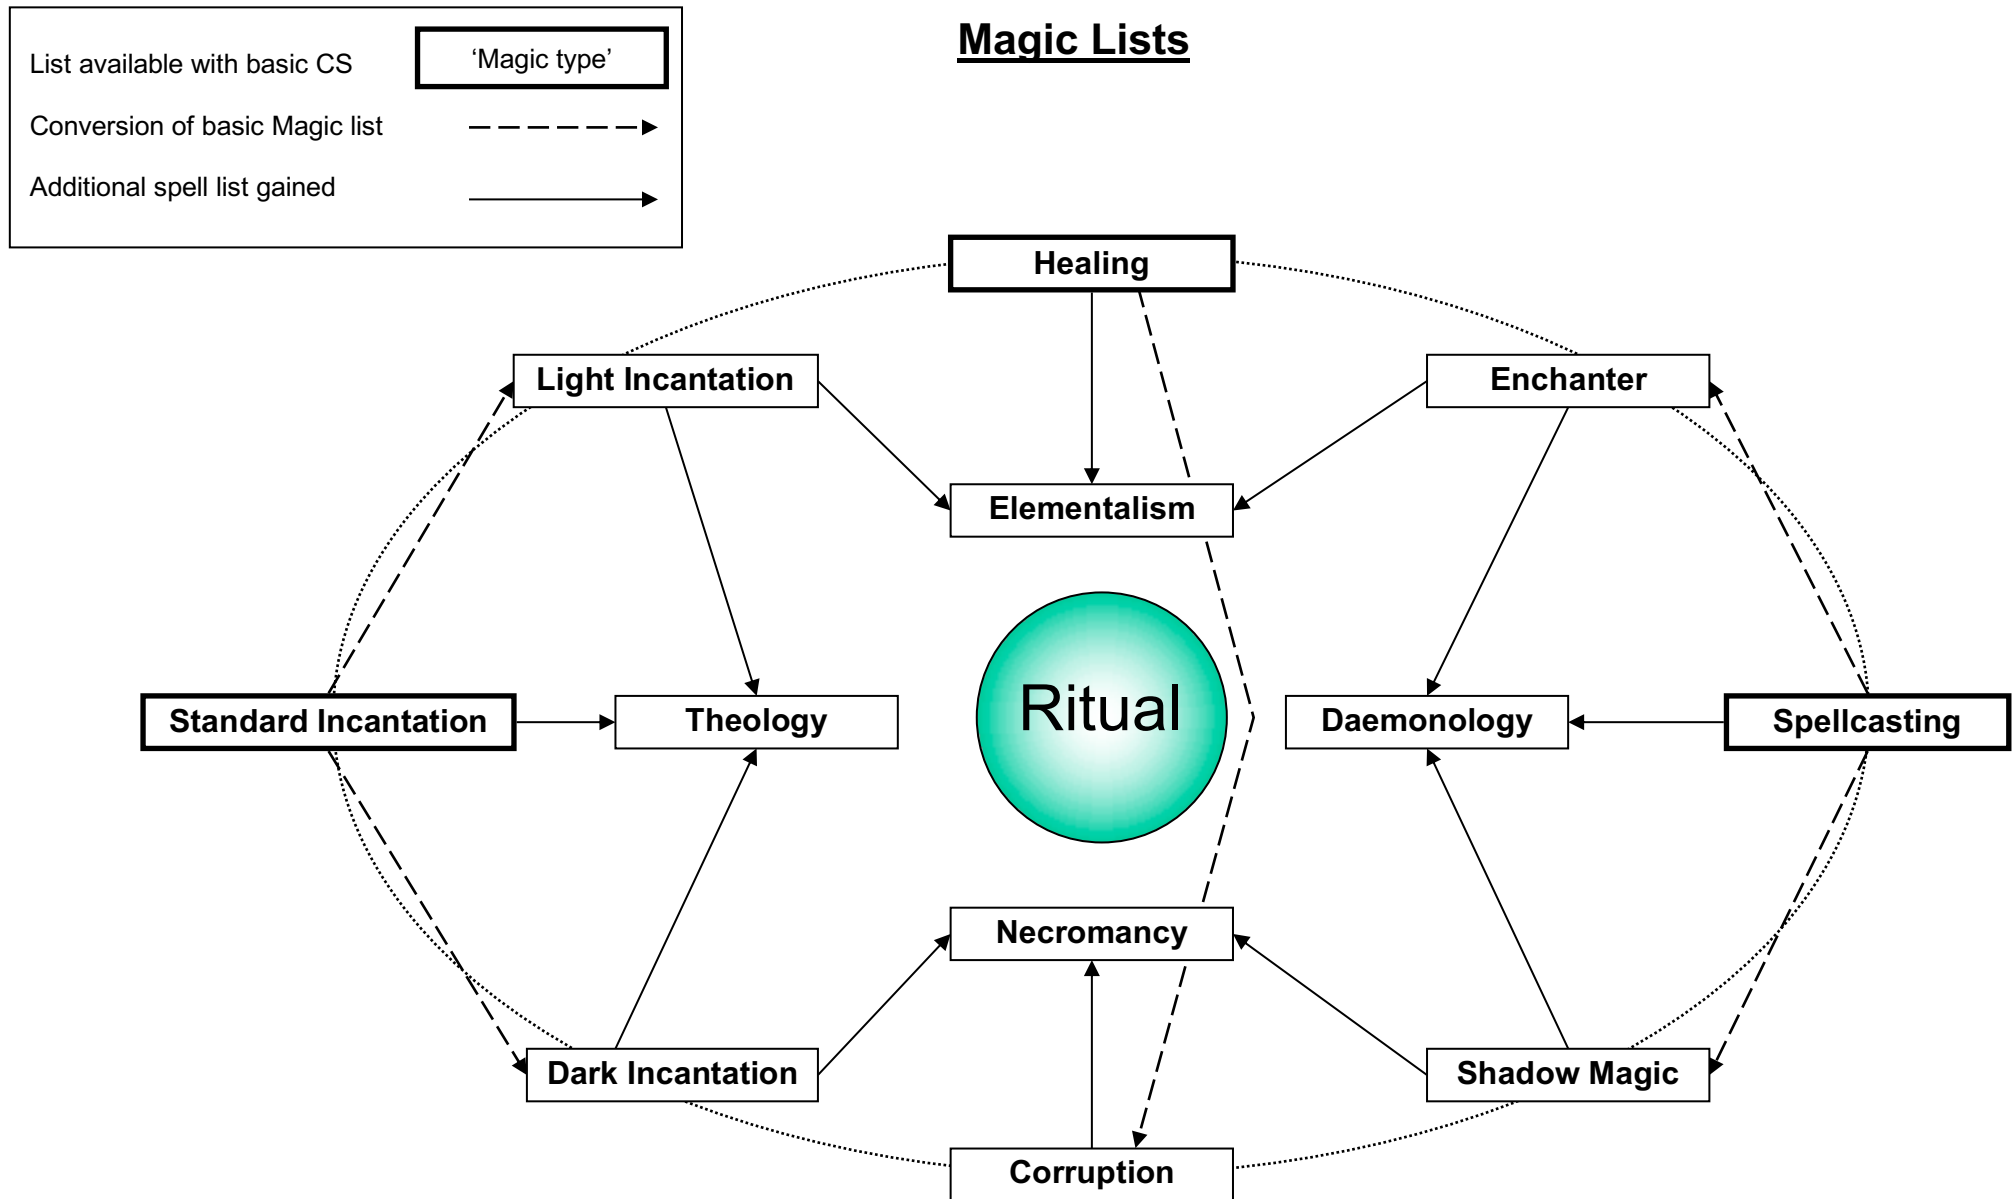 Magic Lists
List available with basic CS
‘Magic type’
Conversion of basic Magic list
Additional spell list gained
Healing
Light Incantation
Enchanter
Elementalism
Standard Incantation
Theology
Ritual
Daemonology
Spellcasting
Necromancy
Dark Incantation
Shadow Magic
Corruption